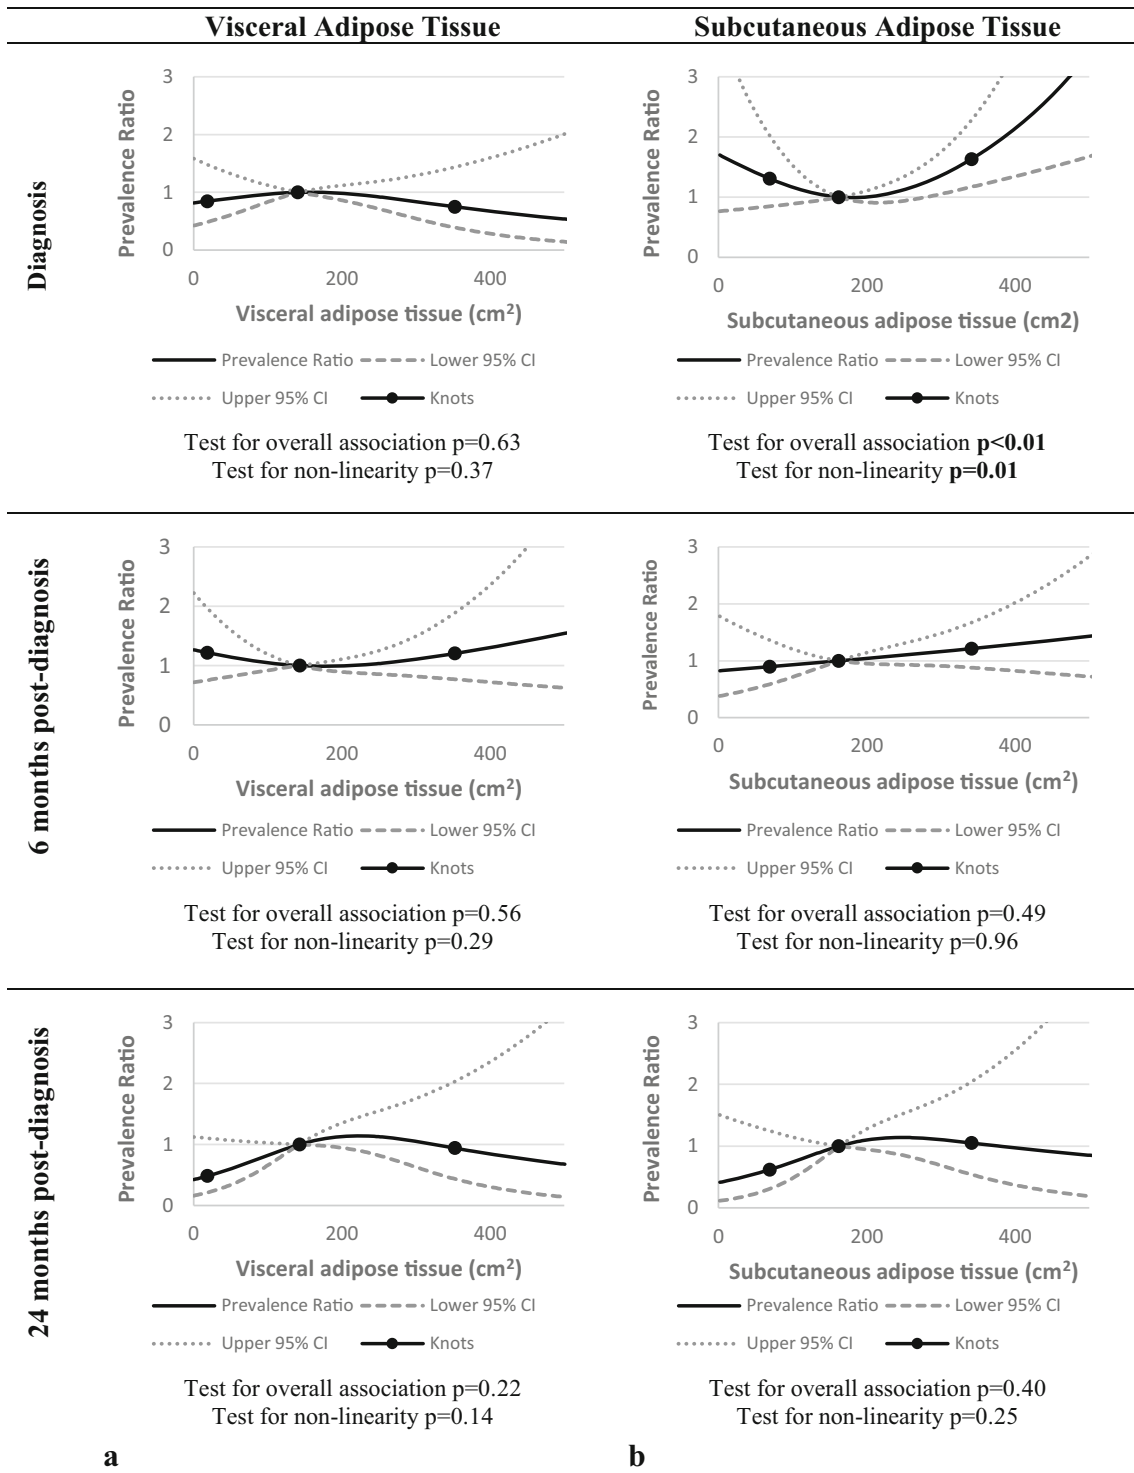 Visceral Adipose Tissue
Subcutaneous Adipose Tissue
Diagnosis
Prevalence Ratio
3
2
1
0
0
200
400
Visceral adipose tissue (cm²)
Prevalence Ratio
Lower 95% CI
Upper 95% CI
Knots
Test for overall association p=0.63
Test for non-linearity p=0.37
Prevalence Ratio
3
2
1
0
0
200
400
Subcutaneous adipose tissue (cm2)
Prevalence Ratio
Lower 95% CI
Upper 95% CI
Knots
Test for overall association p<0.01
Test for non-linearity p=0.01
6 months post-diagnosis
Prevalence Ratio
3
2
1
0
0
200
400
Visceral adipose tissue (cm²)
Prevalence Ratio
Lower 95% CI
Upper 95% CI
Knots
Test for overall association p=0.56
Test for non-linearity p=0.29
Prevalence Ratio
3
2
1
0
0
200
400
Subcutaneous adipose tissue (cm²)
Prevalence Ratio
Lower 95% CI
Upper 95% CI
Knots
Test for overall association p=0.49
Test for non-linearity p=0.96
24 months post-diagnosis
Prevalence Ratio
3
2
1
0
0
200
400
Visceral adipose tissue (cm²)
Prevalence Ratio
Lower 95% CI
Upper 95% CI
Knots
Test for overall association p=0.22
Test for non-linearity p=0.14
Prevalence Ratio
3
2
1
0
0
200
400
Subcutaneous adipose tissue (cm²)
Prevalence Ratio
Lower 95% CI
Upper 95% CI
Knots
Test for overall association p=0.40
Test for non-linearity p=0.25
a
b